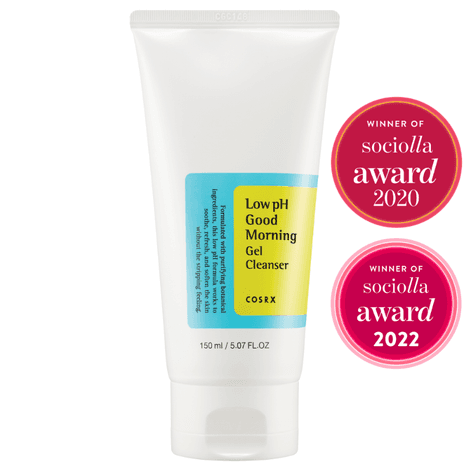 COSRX
Low pH
Good
Morning
Gel
Cleanser
COSRX
Formulated with purifying botanical
ingredients, this low pH formula works to
soothe, refresh, and soften the skin
without the stripping feeling.
150 ml / 5.07 FL.OZ
WINNER OF
sociolla
award
2020
WINNER OF
sociolla
award
2022